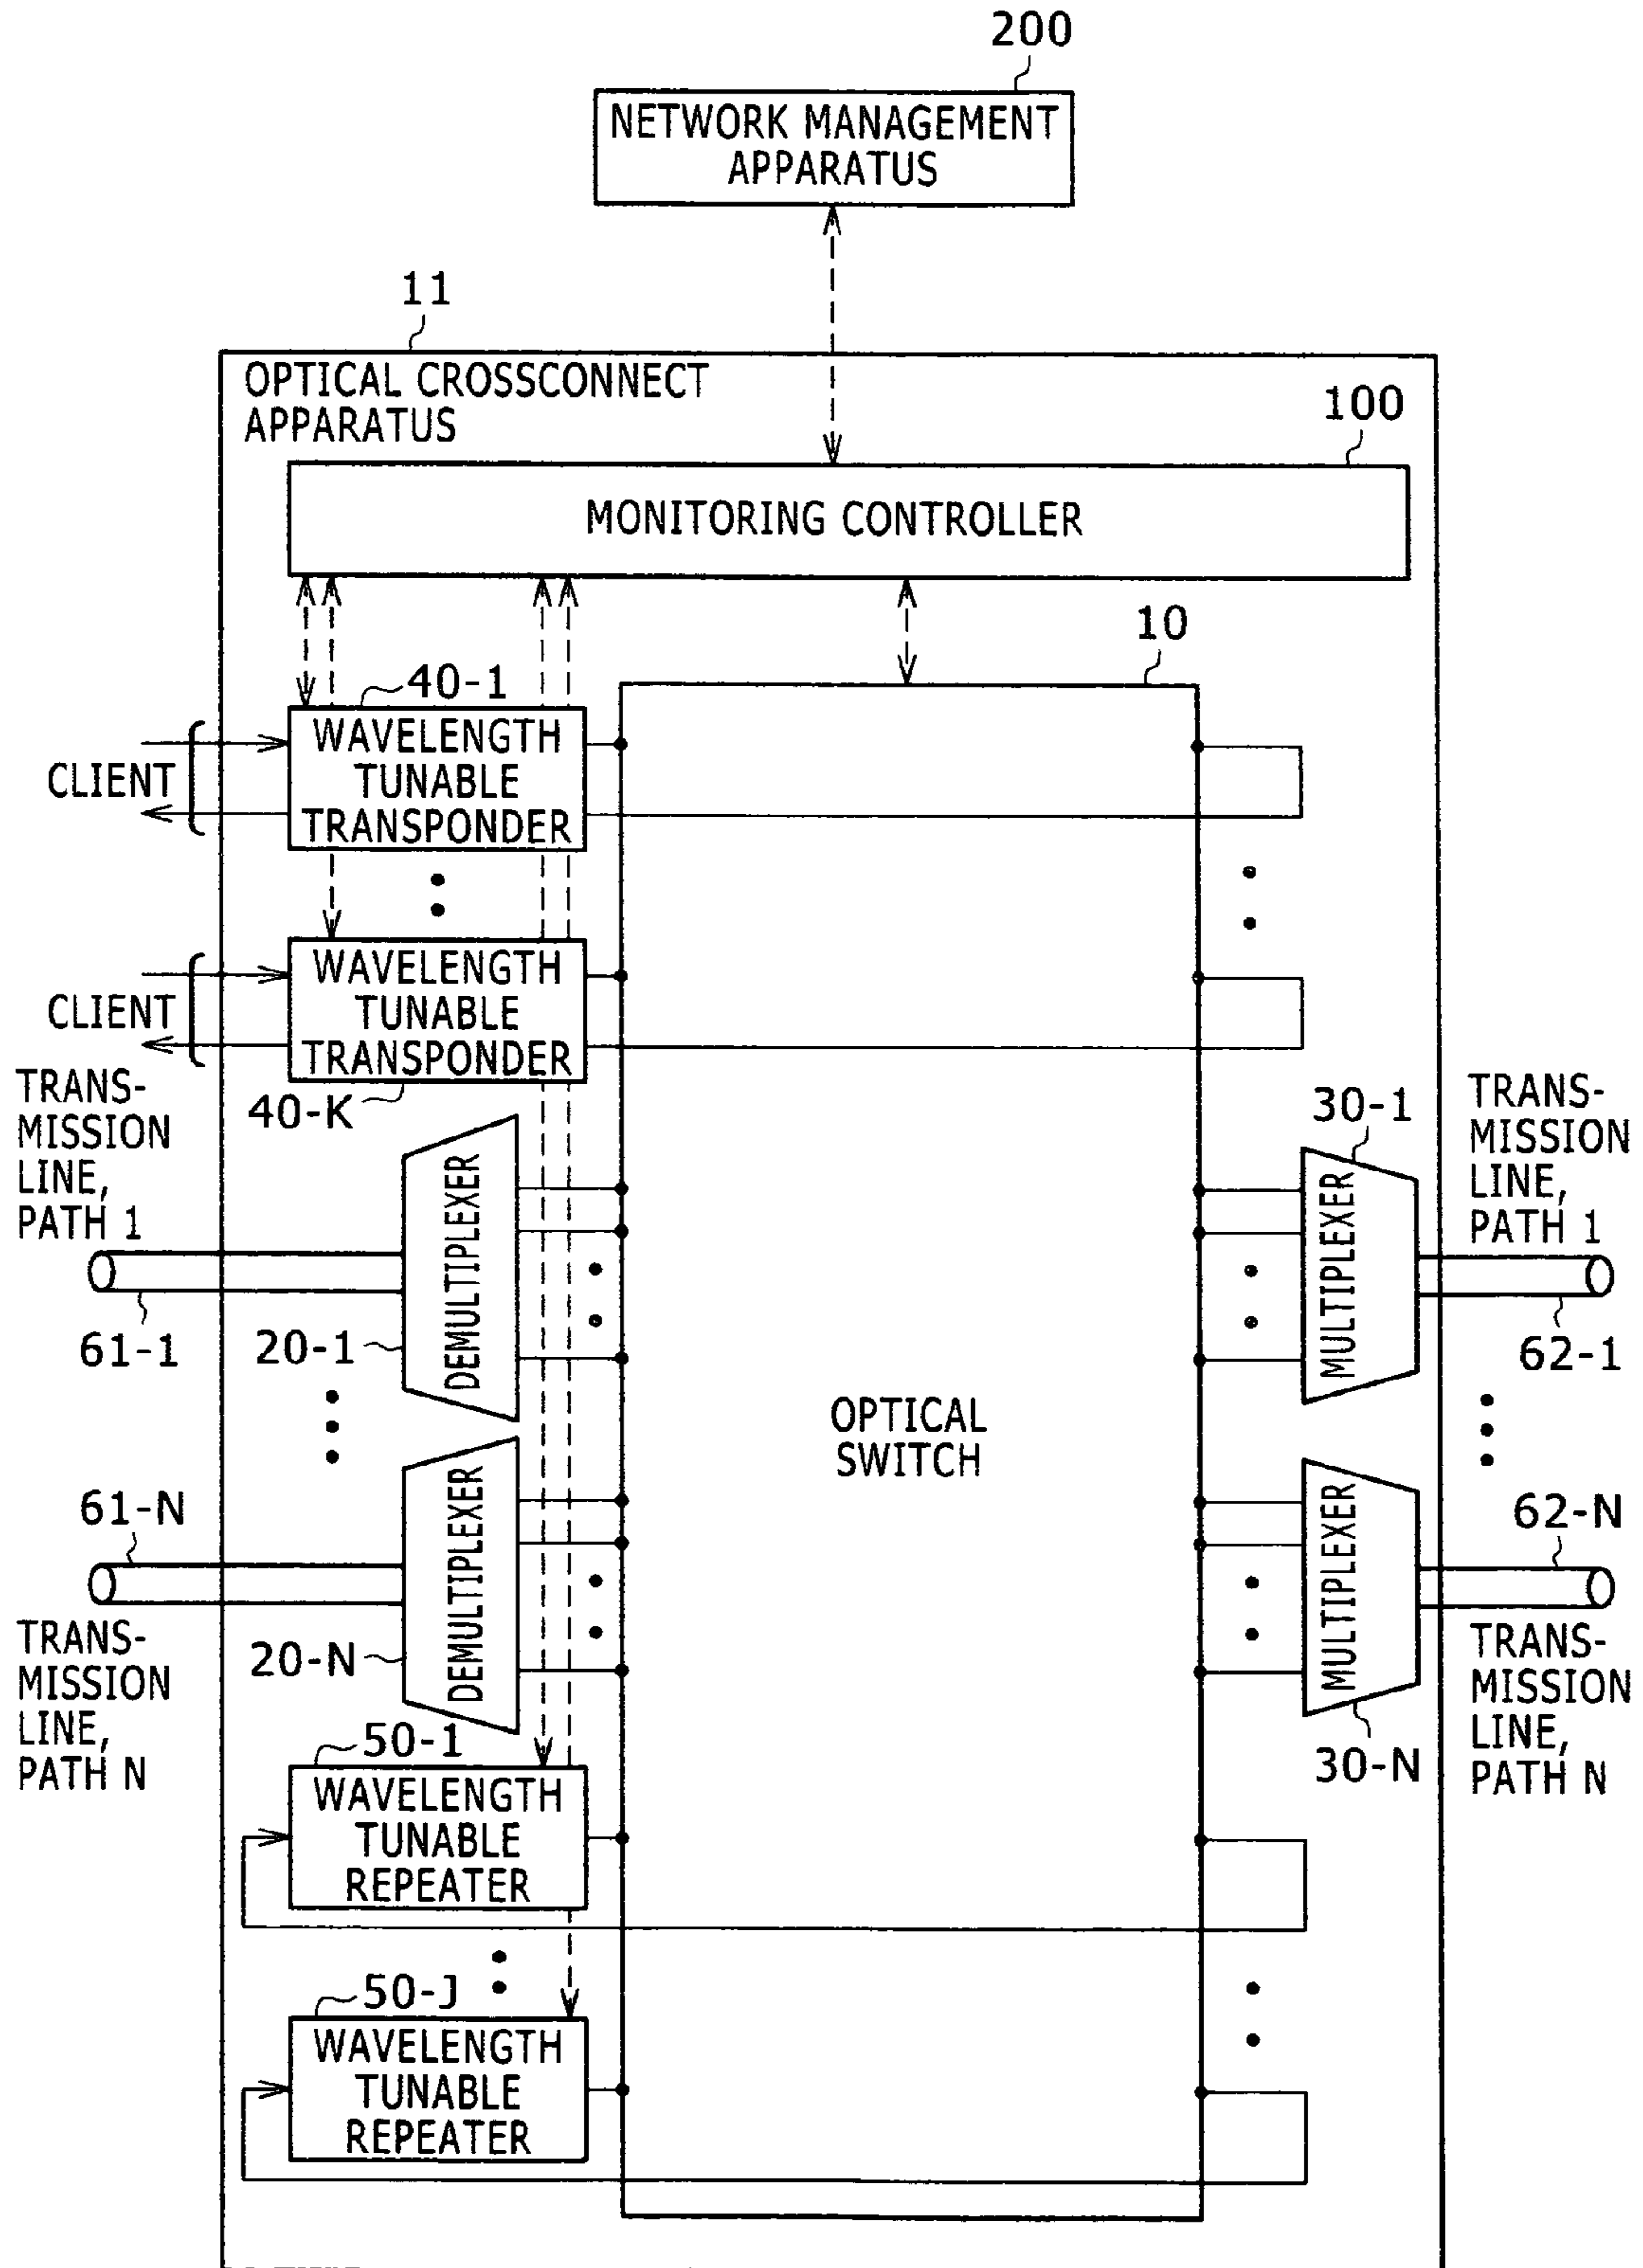 200
NETWORK MANAGEMENT
APPARATUS
11
OPTICAL CROSSCONNECT
APPARATUS
100
MONITORING CONTROLLER
10
40-1
WAVELENGTH
TUNABLE
TRANSPONDER
CLIENT
WAVELENGTH
TUNABLE
TRANSPONDER
CLIENT
40-K
TRANS-
MISSION
LINE,
PATH 1
DEMULTIPLEXER
61-1
20-1
30-1
MULTIPLEXER
TRANS-
MISSION
LINE,
PATH 1
62-1
OPTICAL
SWITCH
61-N
DEMULTIPLEXER
20-N
TRANS-
MISSION
LINE,
PATH N
MULTIPLEXER
62-N
30-N
TRANS-
MISSION
LINE,
PATH N
50-1
WAVELENGTH
TUNABLE
REPEATER
50-J
WAVELENGTH
TUNABLE
REPEATER